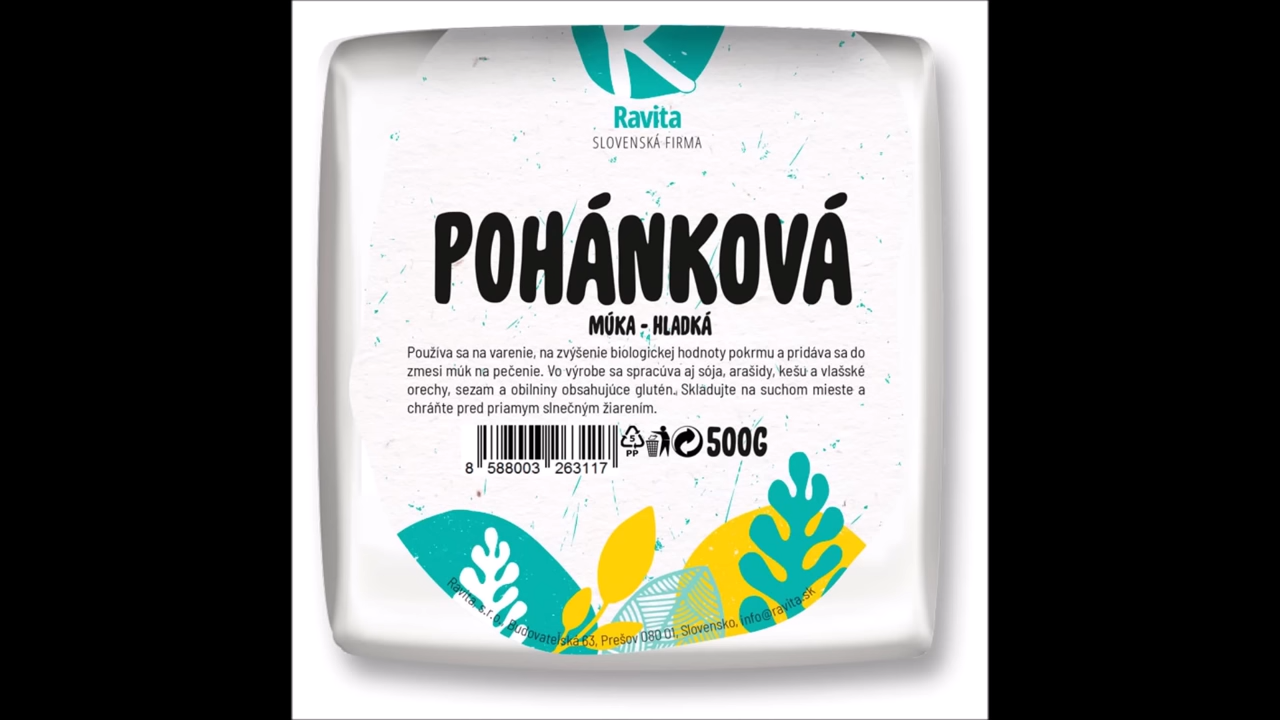 Ravita
SLOVENSKÁ FIRMA
POHÁNKOVÁ
MÚKA - HLADKÁ
Používa sa na varenie, na zvýšenie biologickej hodnoty pokrmu a pridáva sa do
zmesi múk na pečenie. Vo výrobe sa spracúva aj sója, arašidy, kešu a vlašské
orechy, sezam a obilniny obsahujúce glutén. Skladujte na suchom mieste a
chráňte pred priamym slnečným žiarením.
5
PP
500G
8 588003 263117
Ravita, s.r.o., Budovateľská 63, Prešov 080 01, Slovensko, info@ravita.sk